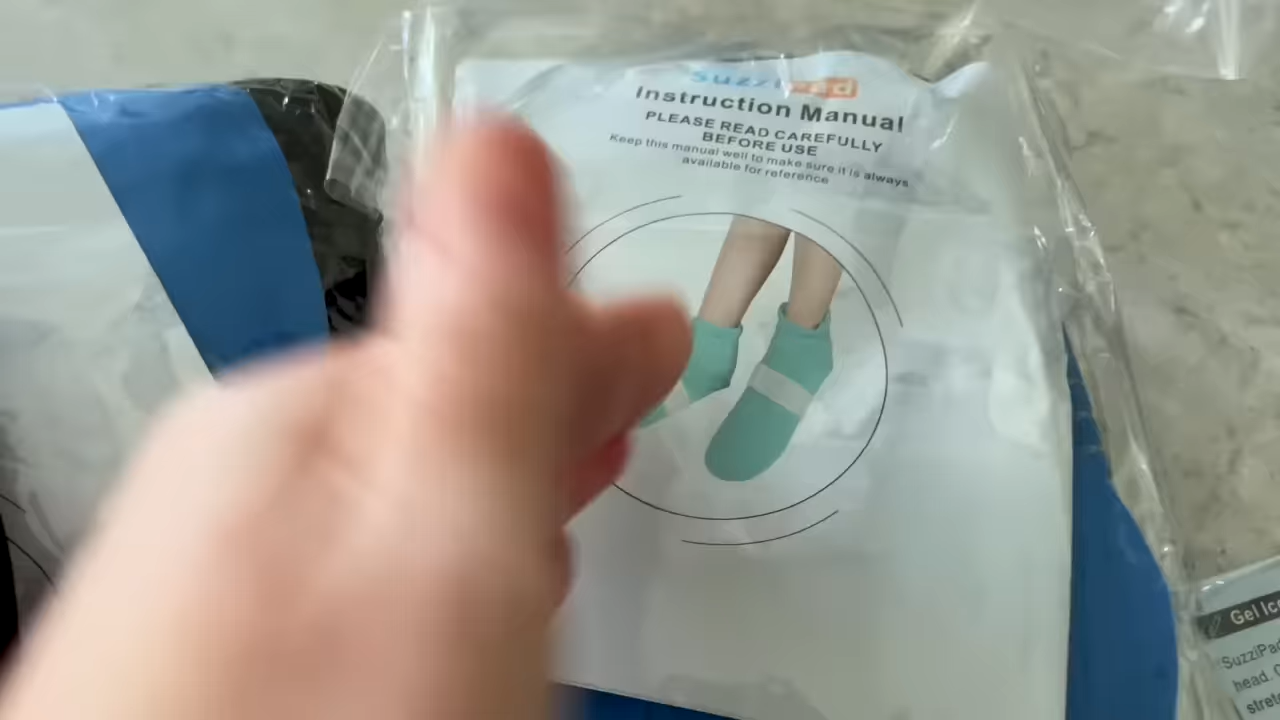 SuzziPad
Instruction Manual
PLEASE READ CAREFULLY
BEFORE USE
Keep this manual well to make sure it is always
available for reference
Gel Ice
SuzziPad
head.